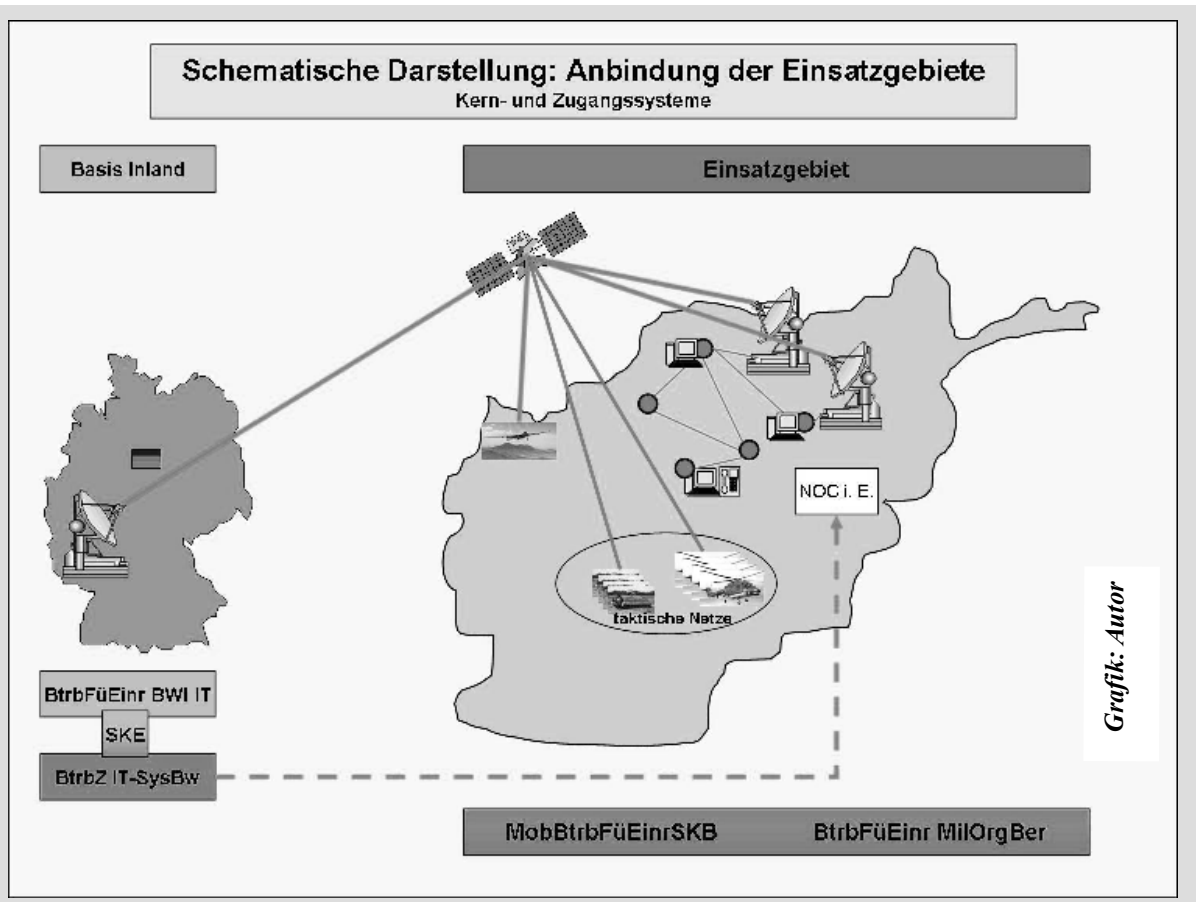 Schematische Darstellung: Anbindung der Einsatzgebiete
Kern- und Zugangssysteme
Basis Inland
Einsatzgebiet
NOC i. E.
taktische Netze
BtrbFüEinr BWI IT
SKE
BtrbZ IT-SysBw
MobBtrbFüEinrSKB
BtrbFüEinr MilOrgBer
Grafik: Autor